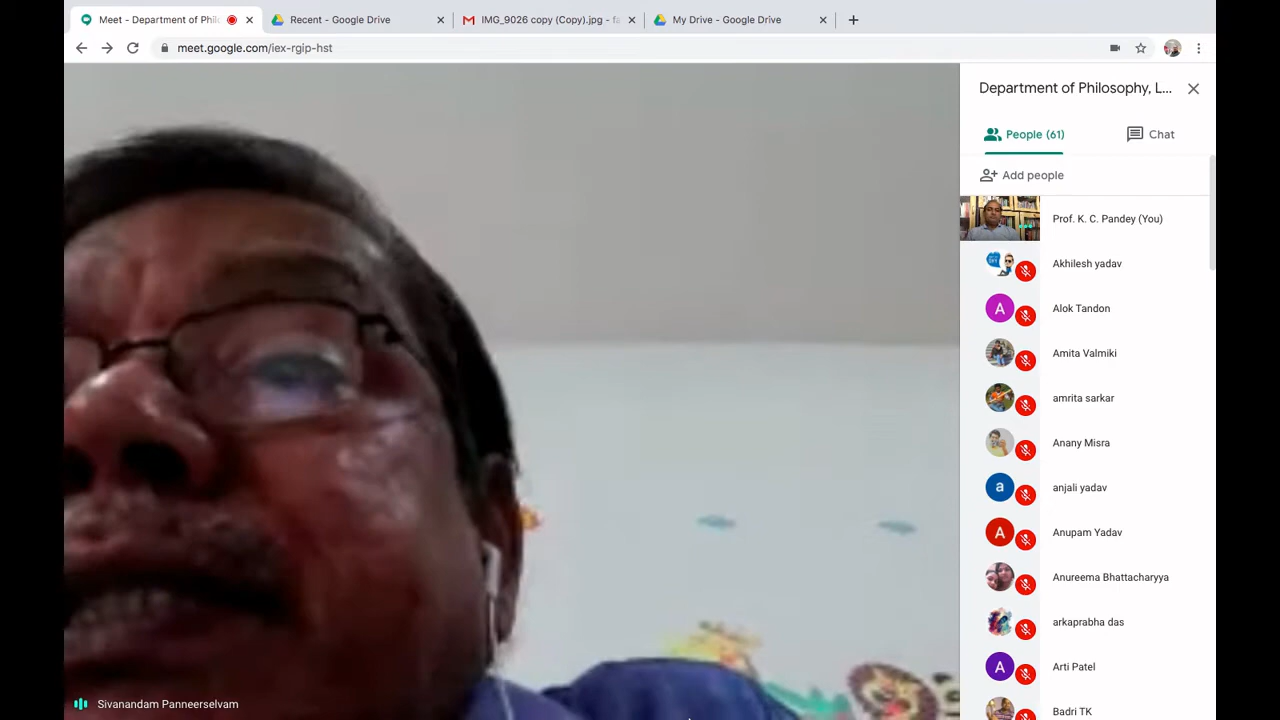 Meet - Department of Phil
Recent - Google Drive
IMG_9026 copy (Copy).jpg - fa
My Drive - Google Drive
meet.google.com/iex-rgip-hst
Department of Philosophy, L...
People (61)
Chat
Add people
Prof. K. C. Pandey (You)
Akhilesh yadav
A
Alok Tandon
Amita Valmiki
amrita sarkar
Anany Misra
a
anjali yadav
A
Anupam Yadav
Anureema Bhattacharyya
arkaprabha das
A
Arti Patel
Badri TK
Sivanandam Panneerselvam